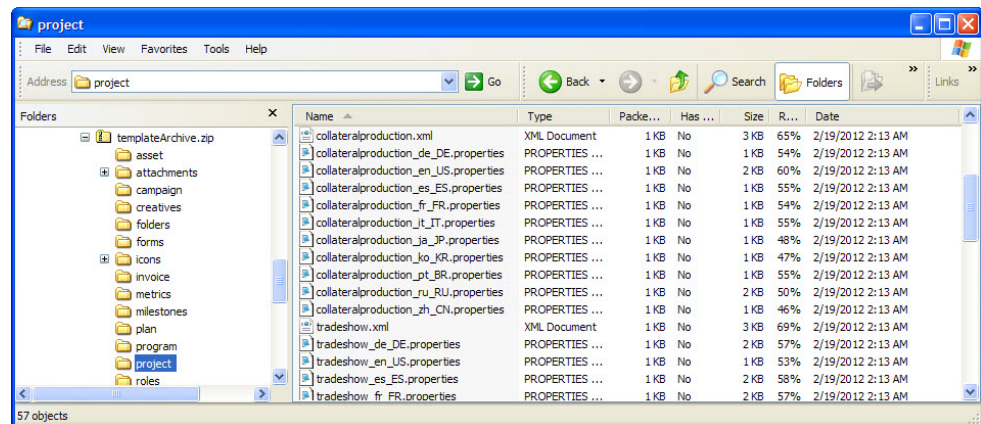 project
File Edit View Favorites Tools Help
Address project Go Back Search Folders » Links »
Folders x Name Type Packe... Has ... Size R... Date
templateArchive.zip
asset
attachments
campaign
creatives
folders
forms
icons
invoice
metrics
milestones
plan
program
project
roles
collateralproduction.xml XML Document 1 KB No 3 KB 65% 2/19/2012 2:13 AM
collateralproduction_de_DE.properties PROPERTIES ... 1 KB No 1 KB 54% 2/19/2012 2:13 AM
collateralproduction_en_US.properties PROPERTIES ... 1 KB No 2 KB 60% 2/19/2012 2:13 AM
collateralproduction_es_ES.properties PROPERTIES ... 1 KB No 1 KB 55% 2/19/2012 2:13 AM
collateralproduction_fr_FR.properties PROPERTIES ... 1 KB No 1 KB 54% 2/19/2012 2:13 AM
collateralproduction_it_IT.properties PROPERTIES ... 1 KB No 1 KB 55% 2/19/2012 2:13 AM
collateralproduction_ja_JP.properties PROPERTIES ... 1 KB No 1 KB 48% 2/19/2012 2:13 AM
collateralproduction_ko_KR.properties PROPERTIES ... 1 KB No 1 KB 47% 2/19/2012 2:13 AM
collateralproduction_pt_BR.properties PROPERTIES ... 1 KB No 1 KB 55% 2/19/2012 2:13 AM
collateralproduction_ru_RU.properties PROPERTIES ... 1 KB No 2 KB 50% 2/19/2012 2:13 AM
collateralproduction_zh_CN.properties PROPERTIES ... 1 KB No 1 KB 46% 2/19/2012 2:13 AM
tradeshow.xml XML Document 1 KB No 3 KB 69% 2/19/2012 2:13 AM
tradeshow_de_DE.properties PROPERTIES ... 1 KB No 2 KB 57% 2/19/2012 2:13 AM
tradeshow_en_US.properties PROPERTIES ... 1 KB No 1 KB 53% 2/19/2012 2:13 AM
tradeshow_es_ES.properties PROPERTIES ... 1 KB No 2 KB 58% 2/19/2012 2:13 AM
tradeshow_fr_FR.properties PROPERTIES ... 1 KB No 2 KB 57% 2/19/2012 2:13 AM
57 objects